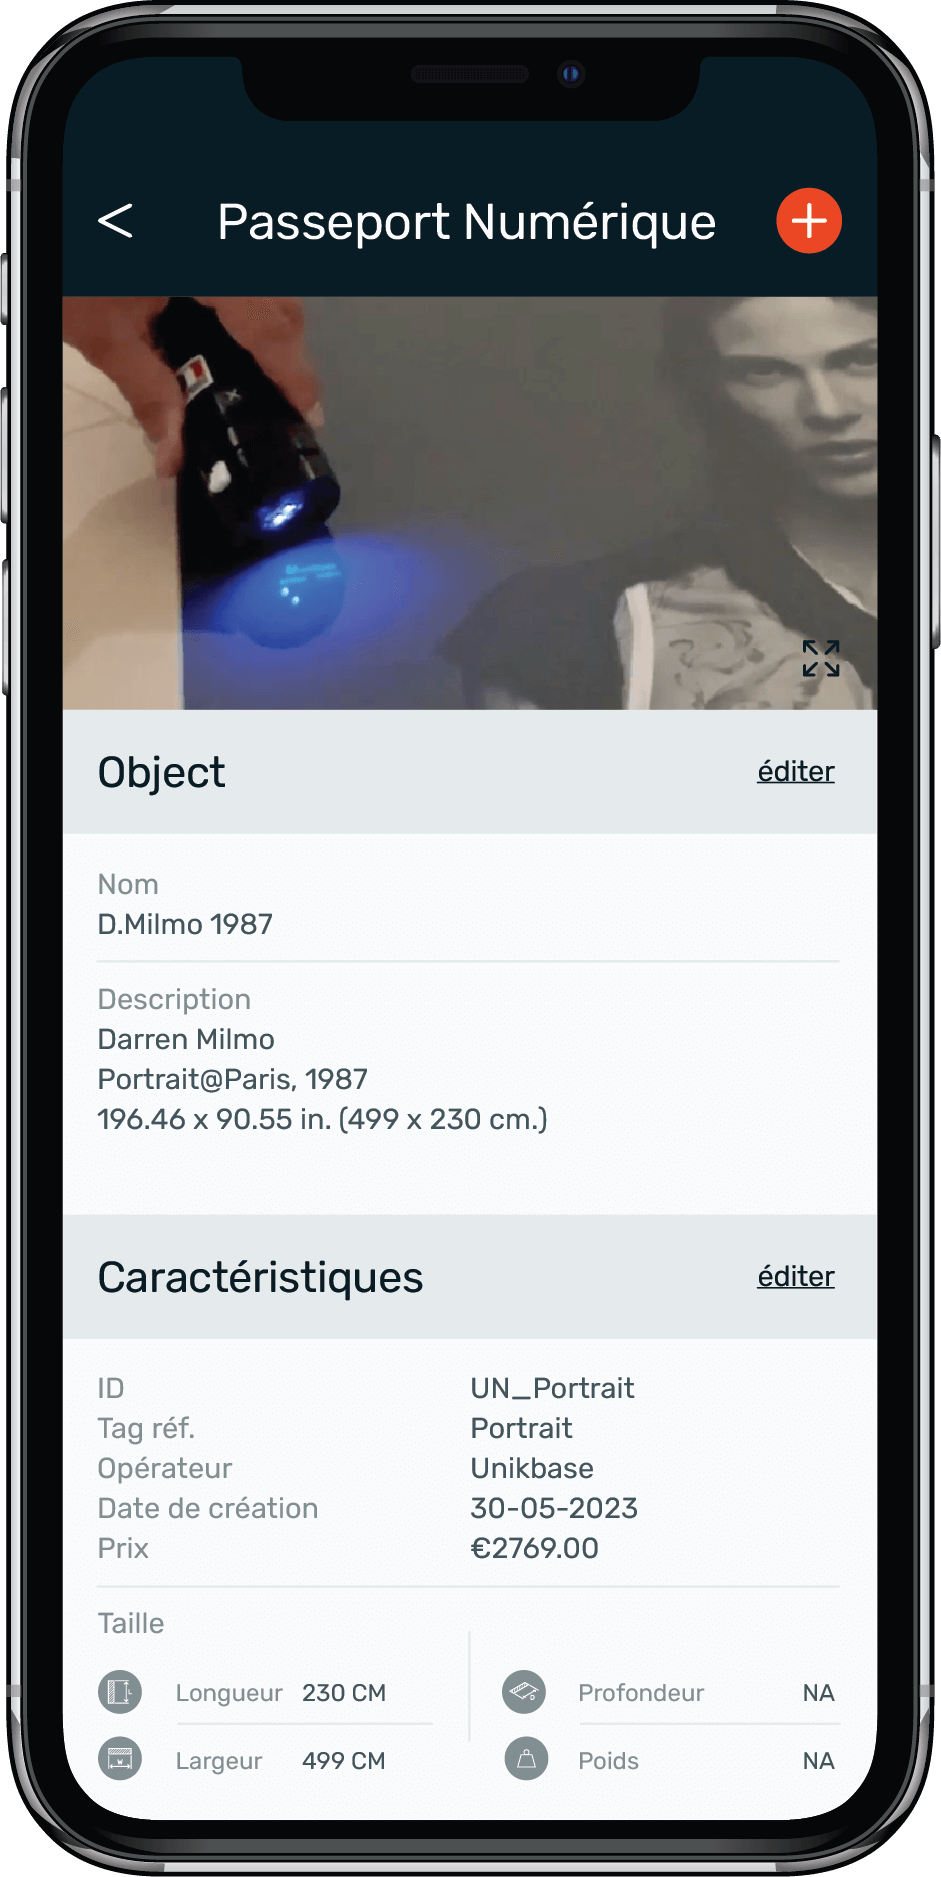 Passeport Numérique
Object
éditer
Nom
D.Milmo 1987
Description
Darren Milmo
Portrait@Paris, 1987
196.46 x 90.55 in. (499 x 230 cm.)
Caractéristiques
éditer
ID UN_Portrait
Tag réf. Portrait
Opérateur Unikbase
Date de création 30-05-2023
Prix €2769.00
Taille
Longueur 230 CM
Profondeur NA
Largeur 499 CM
Poids NA